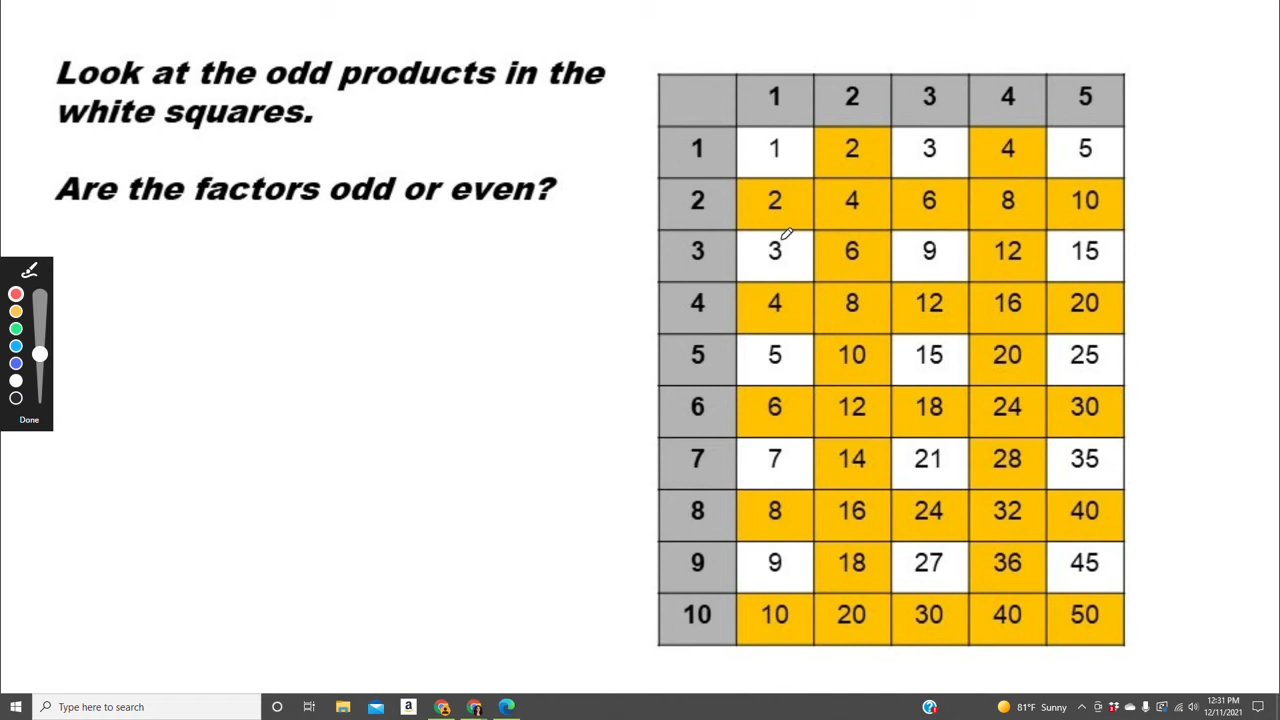 Look at the odd products in the
white squares.
Are the factors odd or even?
1 2 3 4 5
1 1 2 3 4 5
2 2 4 6 8 10
3 3 6 9 12 15
4 4 8 12 16 20
5 5 10 15 20 25
6 6 12 18 24 30
7 7 14 21 28 35
8 8 16 24 32 40
9 9 18 27 36 45
10 10 20 30 40 50
Done
Type here to search
a
81°F Sunny
12:31 PM
12/11/2021